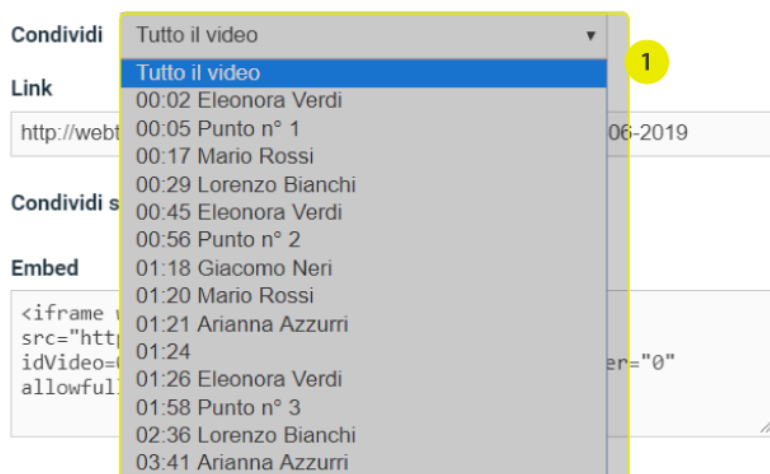 Condividi
Tutto il video
1
Tutto il video
Link
00:02 Eleonora Verdi
http://webt
00:05 Punto n° 1
06-2019
00:17 Mario Rossi
00:29 Lorenzo Bianchi
Condividi s
00:45 Eleonora Verdi
00:56 Punto n° 2
Embed
01:18 Giacomo Neri
01:20 Mario Rossi
<iframe
src="http
01:21 Arianna Azzurri
01:24
idVideo=
er="0"
01:26 Eleonora Verdi
allowful
01:58 Punto n° 3
02:36 Lorenzo Bianchi
03:41 Arianna Azzurri